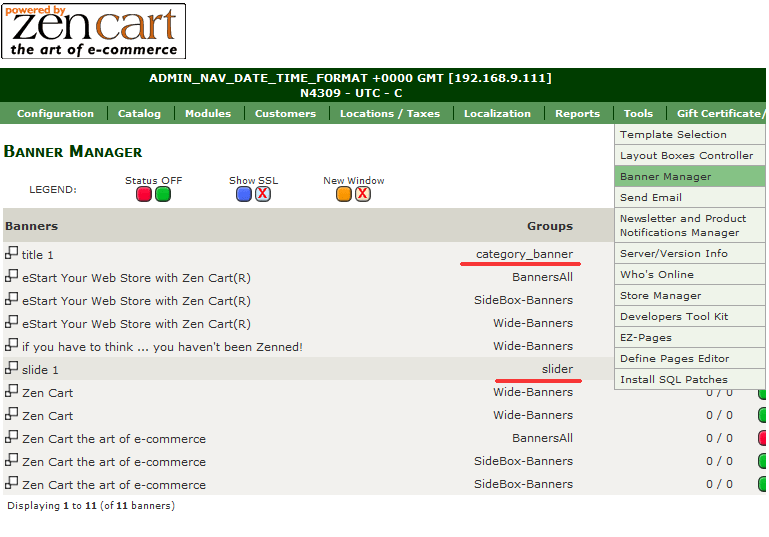 powered by
zen cart
the art of e-commerce
ADMIN_NAV_DATE_TIME_FORMAT +0000 GMT [192.168.9.111]
N4309 - UTC - C
Configuration Catalog Modules Customers Locations / Taxes Localization Reports Tools Gift Certificate/
Template Selection
Layout Boxes Controller
Banner Manager
Send Email
Newsletter and Product
Notifications Manager
Server/Version Info
Who's Online
Store Manager
Developers Tool Kit
EZ-Pages
Define Pages Editor
Install SQL Patches
Banner Manager
LEGEND: Status OFF Show SSL New Window
Banners Groups
title 1 category_banner
eStart Your Web Store with Zen Cart(R) BannersAll
eStart Your Web Store with Zen Cart(R) SideBox-Banners
eStart Your Web Store with Zen Cart(R) Wide-Banners
if you have to think ... you haven't been Zenned! Wide-Banners
slide 1 slider
Zen Cart Wide-Banners 0 / 0
Zen Cart Wide-Banners 0 / 0
Zen Cart the art of e-commerce BannersAll 0 / 0
Zen Cart the art of e-commerce SideBox-Banners 0 / 0
Zen Cart the art of e-commerce SideBox-Banners 0 / 0
Displaying 1 to 11 (of 11 banners)